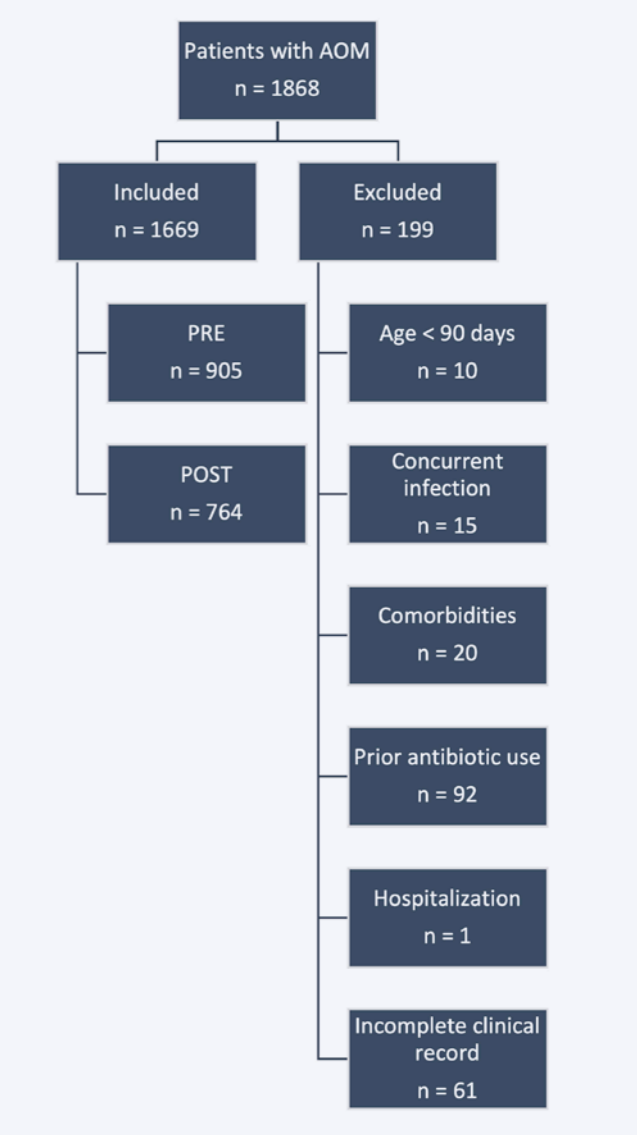 Patients with AOM
n = 1868
Included
n = 1669
Excluded
n = 199
PRE
n = 905
POST
n = 764
Age < 90 days
n = 10
Concurrent
infection
n = 15
Comorbidities
n = 20
Prior antibiotic use
n = 92
Hospitalization
n = 1
Incomplete clinical
record
n = 61